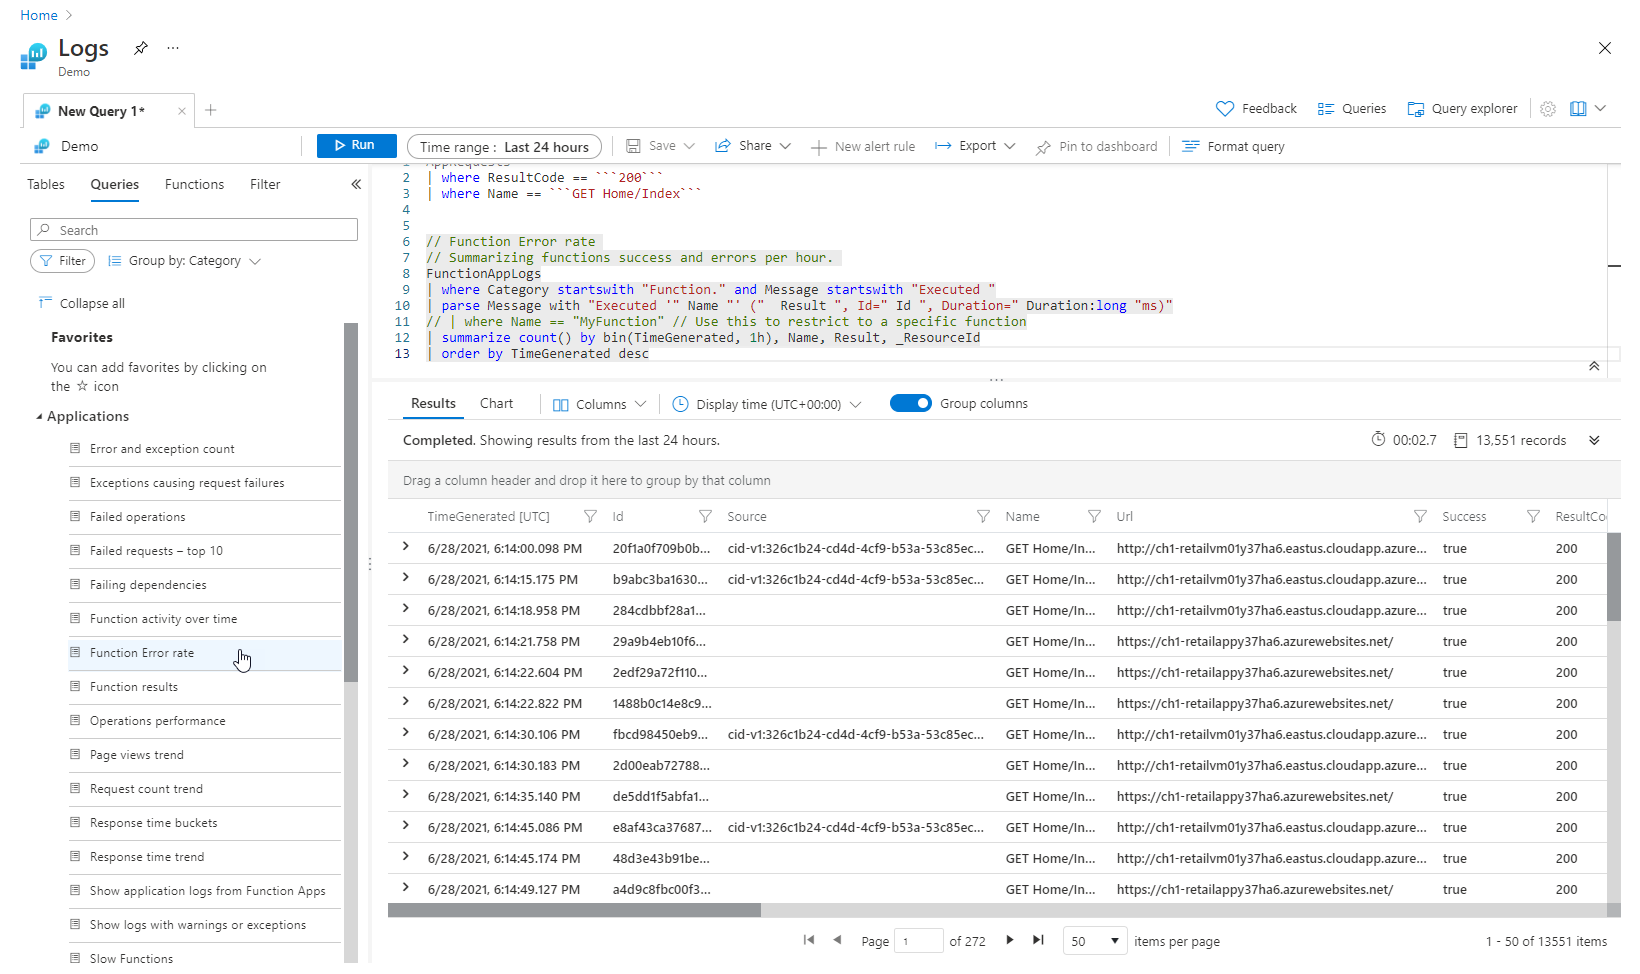 Home
Logs
Demo
New Query 1*
Feedback
Queries
Query explorer
Demo
Run
Time range : Last 24 hours
Save
Share
New alert rule
Export
Pin to dashboard
Format query
Tables
Queries
Functions
Filter
Search
Filter
Group by: Category
Collapse all
Favorites
You can add favorites by clicking on
the ☆ icon
Applications
Error and exception count
Exceptions causing request failures
Failed operations
Failed requests – top 10
Failing dependencies
Function activity over time
Function Error rate
Function results
Operations performance
Page views trend
Request count trend
Response time buckets
Response time trend
Show application logs from Function Apps
Show logs with warnings or exceptions
Slow Functions
1 AppRequests
2 | where ResultCode == ```200```
3 | where Name == ```GET Home/Index```
4
5
6 // Function Error rate
7 // Summarizing functions success and errors per hour.
8 FunctionAppLogs
9 | where Category startswith "Function." and Message startswith "Executed "
10 | parse Message with "Executed '" Name "' (" Result ", Id=" Id ", Duration=" Duration:long "ms)"
11 // | where Name == "MyFunction" // Use this to restrict to a specific function
12 | summarize count() by bin(TimeGenerated, 1h), Name, Result, _ResourceId
13 | order by TimeGenerated desc
Results
Chart
Columns
Display time (UTC+00:00)
Group columns
Completed. Showing results from the last 24 hours.
00:02.7
13,551 records
Drag a column header and drop it here to group by that column
TimeGenerated [UTC] Id Source Name Url Success ResultCo
6/28/2021, 6:14:00.098 PM 20f1a0f709b0b... cid-v1:326c1b24-cd4d-4cf9-b53a-53c85ec... GET Home/In... http://ch1-retailvm01y37ha6.eastus.cloudapp.azure... true 200
6/28/2021, 6:14:15.175 PM b9abc3ba1630... cid-v1:326c1b24-cd4d-4cf9-b53a-53c85ec... GET Home/In... http://ch1-retailvm01y37ha6.eastus.cloudapp.azure... true 200
6/28/2021, 6:14:18.958 PM 284cdbbf28a1... GET Home/In... http://ch1-retailvm01y37ha6.eastus.cloudapp.azure... true 200
6/28/2021, 6:14:21.758 PM 29a9b4eb10f6... GET Home/In... https://ch1-retailappy37ha6.azurewebsites.net/ true 200
6/28/2021, 6:14:22.604 PM 2edf29a72f110... GET Home/In... https://ch1-retailappy37ha6.azurewebsites.net/ true 200
6/28/2021, 6:14:22.822 PM 1488b0c14e8c9... GET Home/In... https://ch1-retailappy37ha6.azurewebsites.net/ true 200
6/28/2021, 6:14:30.106 PM fbcd98450eb9... cid-v1:326c1b24-cd4d-4cf9-b53a-53c85ec... GET Home/In... http://ch1-retailvm01y37ha6.eastus.cloudapp.azure... true 200
6/28/2021, 6:14:30.183 PM 2d00eab72788... GET Home/In... http://ch1-retailvm01y37ha6.eastus.cloudapp.azure... true 200
6/28/2021, 6:14:35.140 PM de5dd1f5abfa1... GET Home/In... https://ch1-retailappy37ha6.azurewebsites.net/ true 200
6/28/2021, 6:14:45.086 PM e8af43ca37687... cid-v1:326c1b24-cd4d-4cf9-b53a-53c85ec... GET Home/In... http://ch1-retailvm01y37ha6.eastus.cloudapp.azure... true 200
6/28/2021, 6:14:45.174 PM 48d3e43b91be... GET Home/In... http://ch1-retailvm01y37ha6.eastus.cloudapp.azure... true 200
6/28/2021, 6:14:49.127 PM a4d9c8fbc00f3... GET Home/In... https://ch1-retailappy37ha6.azurewebsites.net/ true 200
Page 1 of 272
50 items per page
1 - 50 of 13551 items